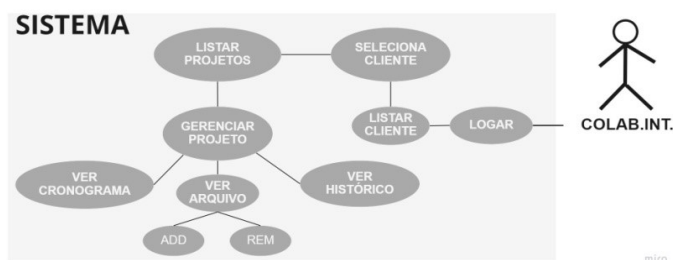 SISTEMA
LISTAR
PROJETOS
SELECIONA
CLIENTE
GERENCIAR
PROJETO
LISTAR
CLIENTE
LOGAR
COLAB.INT.
VER
CRONOGRAMA
VER
ARQUIVO
VER
HISTÓRICO
ADD
REM
miro